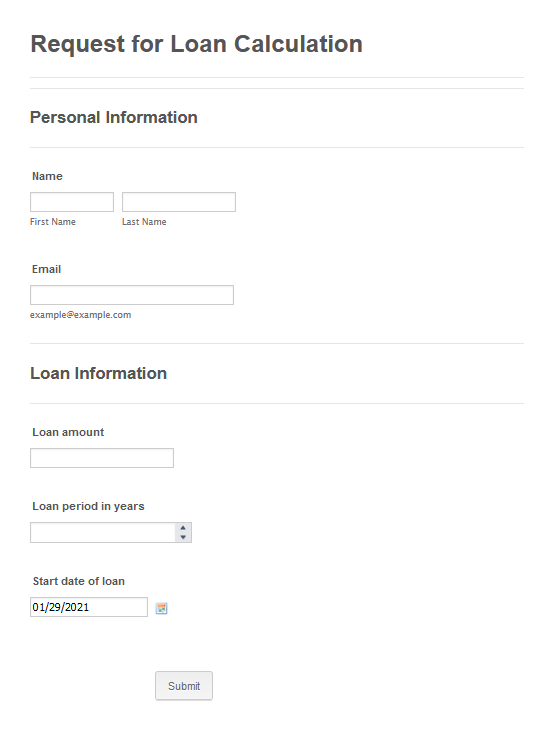 Request for Loan Calculation
Personal Information
Name
First Name Last Name
Email
example@example.com
Loan Information
Loan amount
Loan period in years
Start date of loan
01/29/2021
Submit